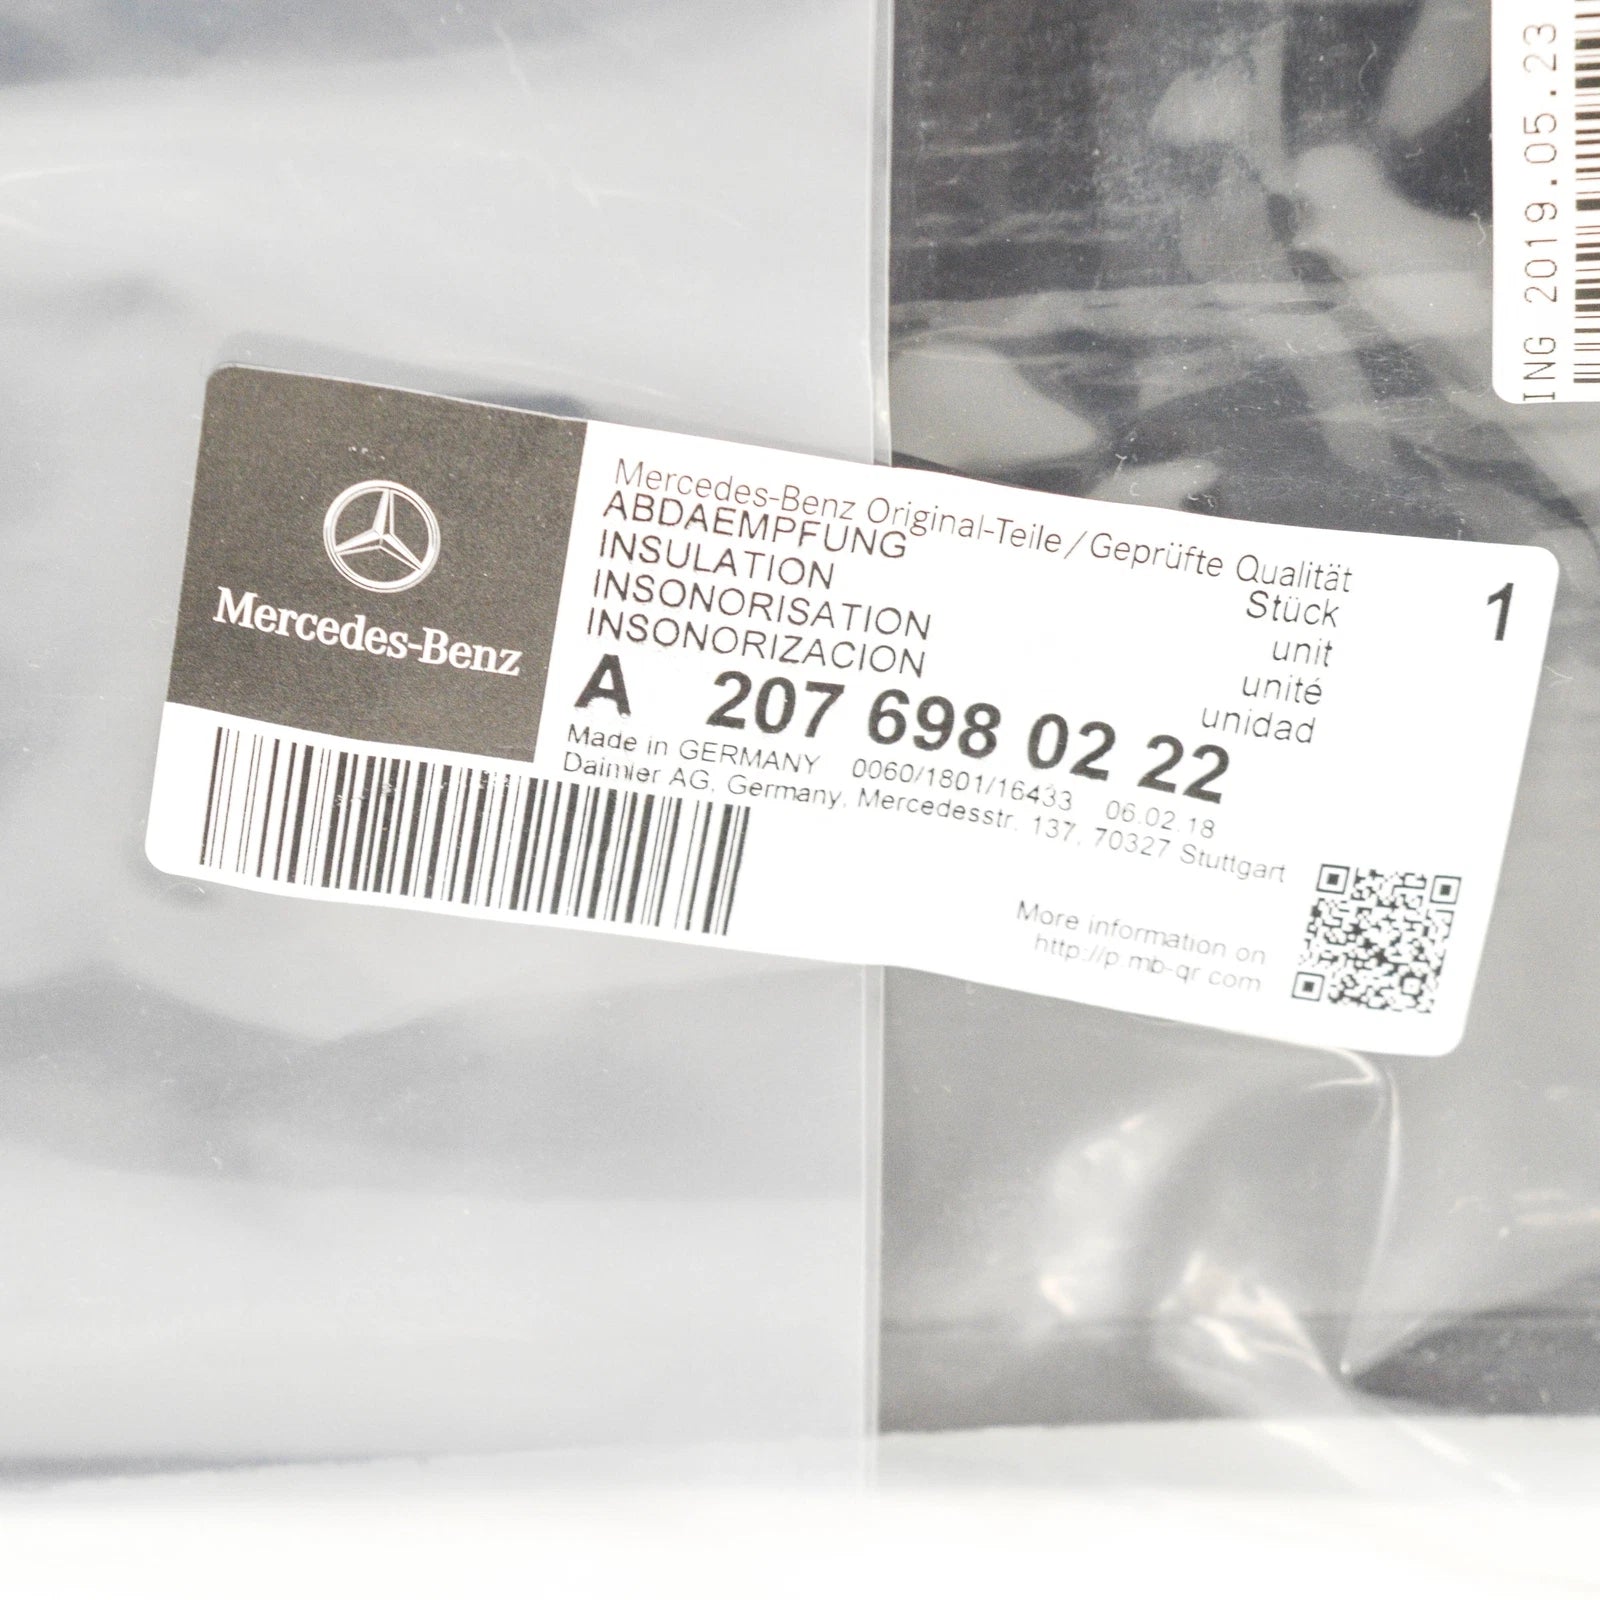 ING 2019.05.23
Mercedes-Benz
Mercedes-Benz Original-Teile/Geprüfte Qualität
ABDAEMPFUNG Stück 1
INSULATION unit
INSONORISATION unité
INSONORIZACION unidad
A 207 698 02 22
Made in GERMANY 0060/1801/16433 06.02.18
Daimler AG, Germany, Mercedesstr. 137, 70327 Stuttgart
More information on
http://p.mb-qr.com